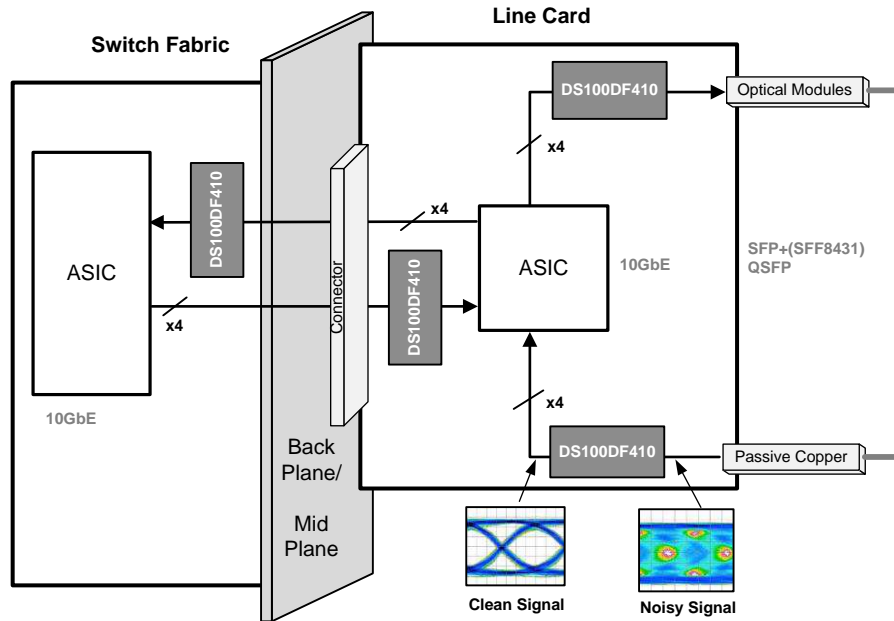 Line Card
Switch Fabric
DS100DF410
Optical Modules
x4
DS100DF410
x4
ASIC
ASIC
10GbE
SFP+(SFF8431)
QSFP
x4
Connector
DS100DF410
x4
10GbE
DS100DF410
Passive Copper
Back
Plane/
Mid
Plane
Clean Signal
Noisy Signal